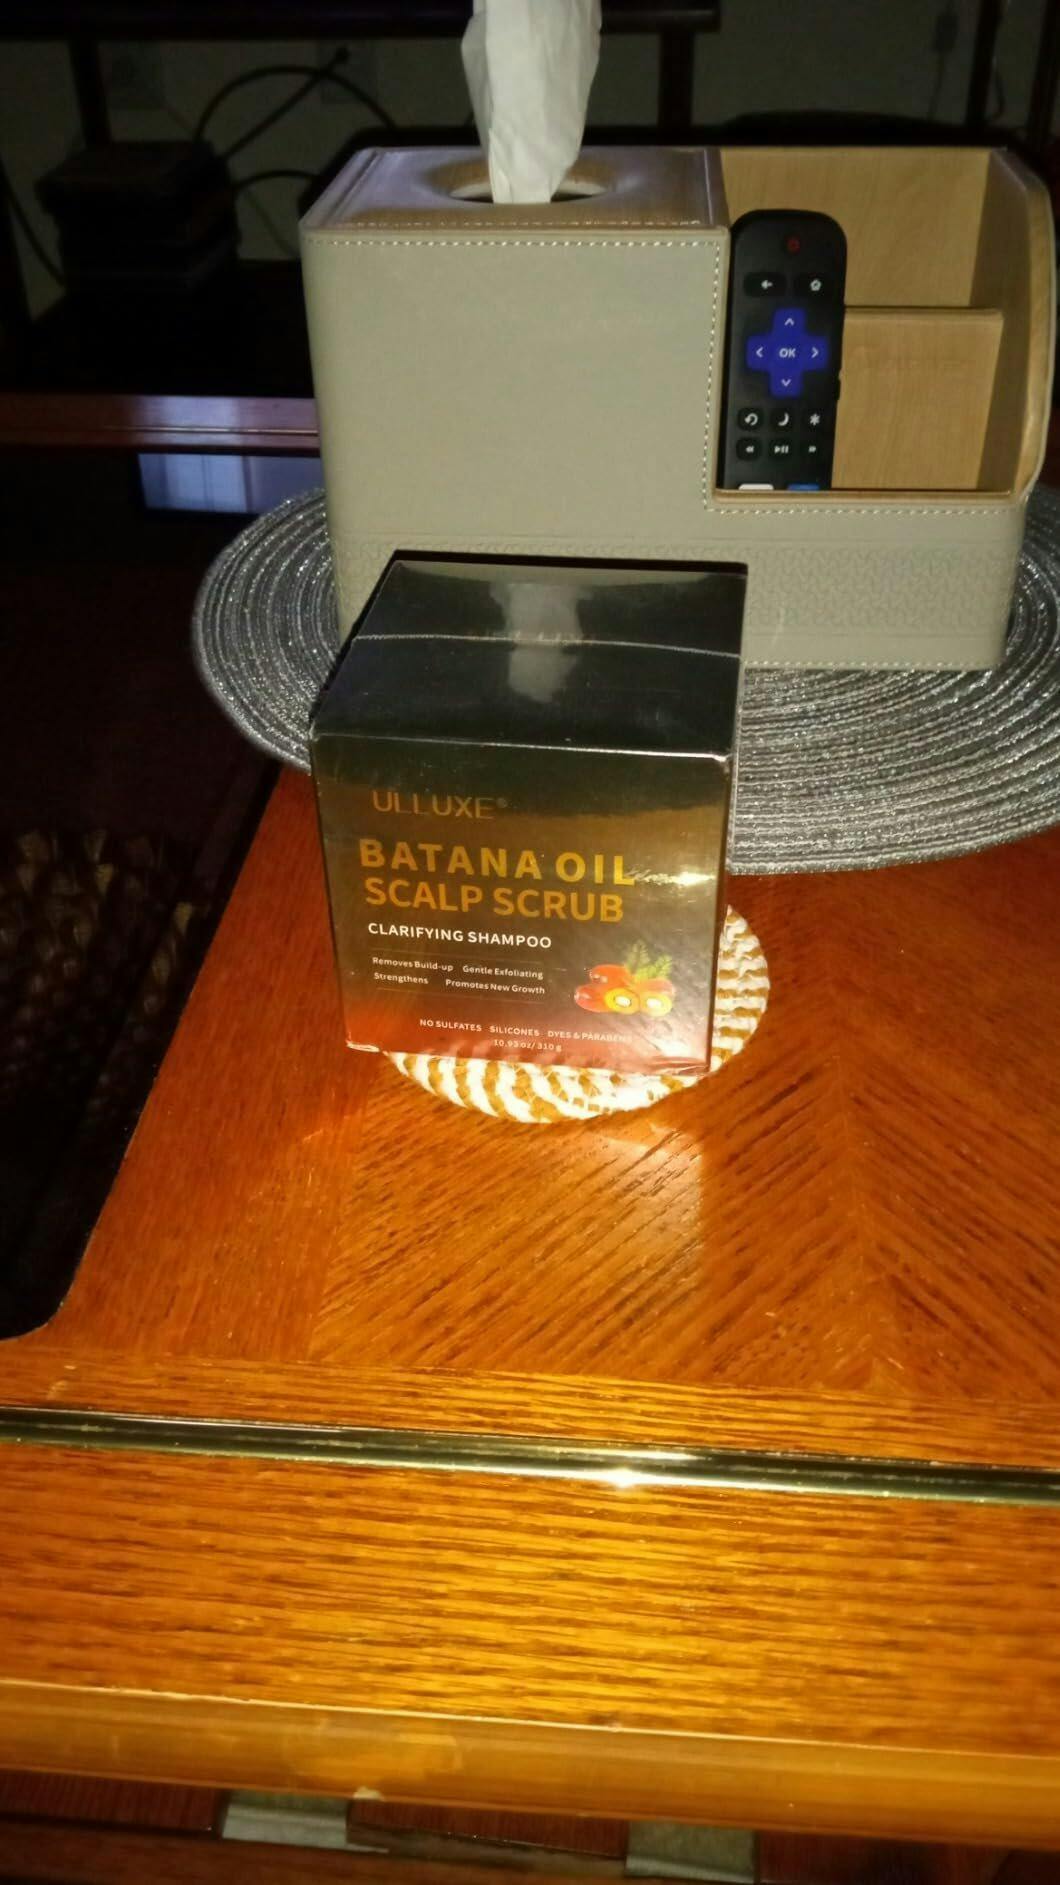 OK
ULLUXE®
BATANA OIL
SCALP SCRUB
CLARIFYING SHAMPOO
Removes Build-up Gentle Exfoliating
Strengthens Promotes New Growth
NO SULFATES SILICONES DYES & PARABENS
10.93 oz/310 g